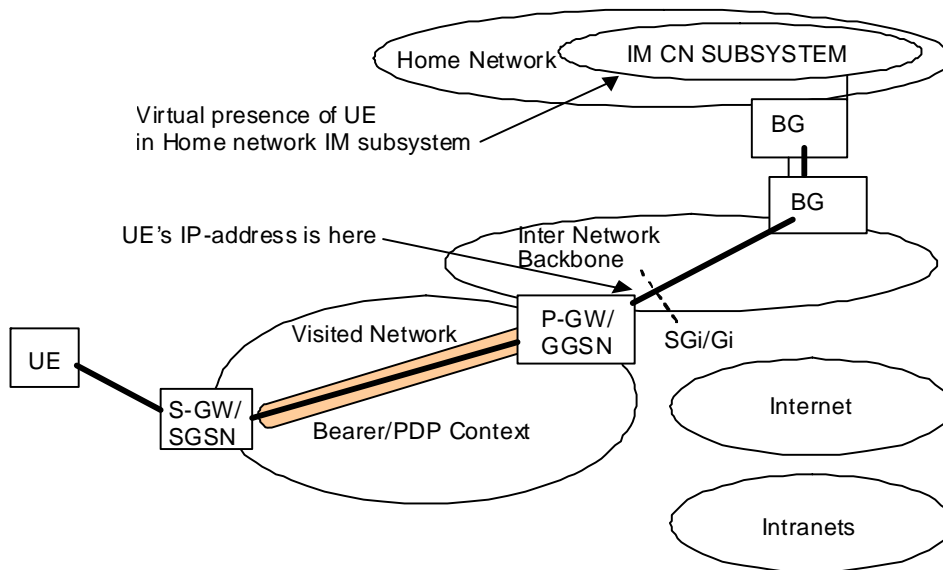 Home Network
IM CN SUBSYSTEM
Virtual presence of UE
in Home network IM subsystem
BG
BG
UE's IP-address is here
Inter Network
Backbone
Visited Network
P-GW/
GGSN
SGi/Gi
UE
S-GW/
SGSN
Bearer/PDP Context
Internet
Intranets